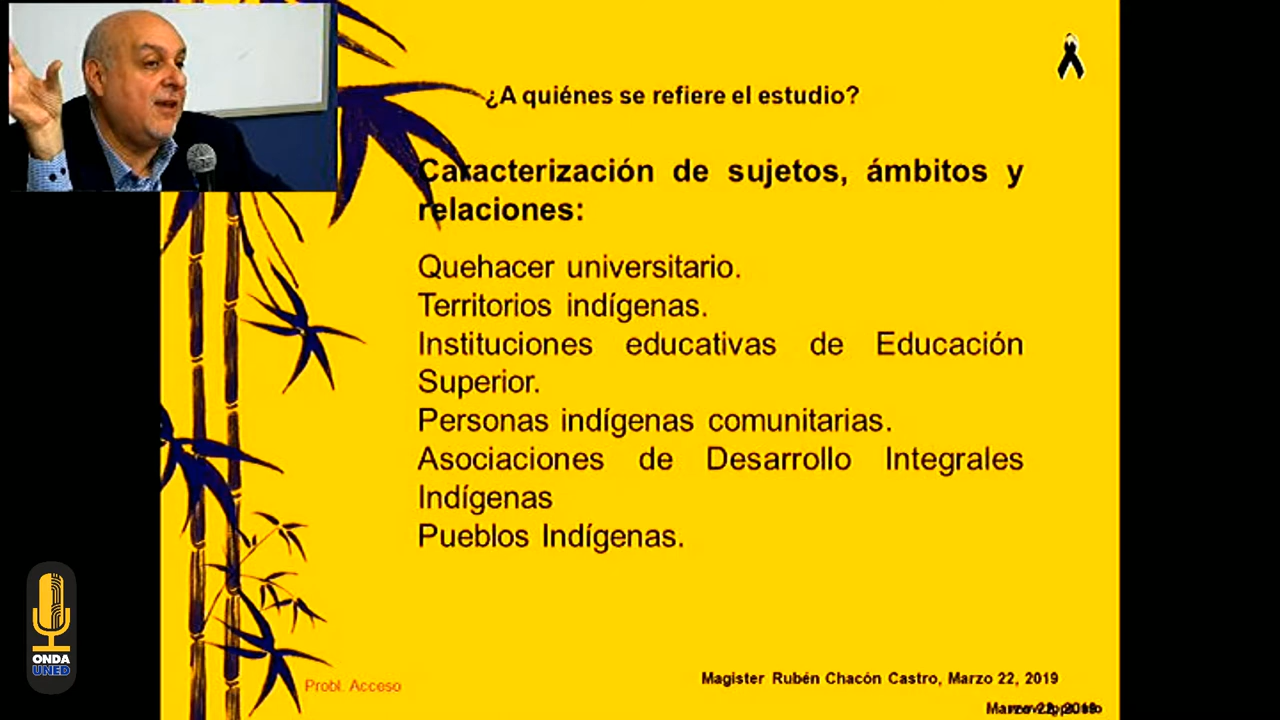 ¿A quiénes se refiere el estudio?
Caracterización de sujetos, ámbitos y
relaciones:
Quehacer universitario.
Territorios indígenas.
Instituciones educativas de Educación
Superior.
Personas indígenas comunitarias.
Asociaciones de Desarrollo Integrales
Indígenas
Pueblos Indígenas.
ONDA
UNED
Probl. Acceso
Magister Rubén Chacón Castro, Marzo 22, 2019